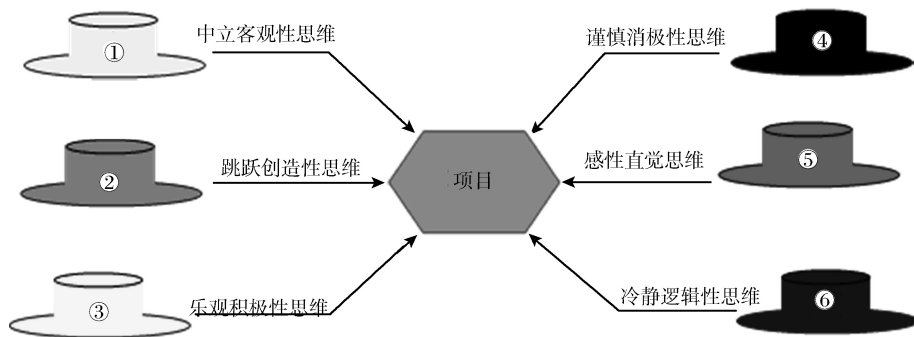 ① 中立客观性思维
谨慎消极性思维 ④
② 跳跃创造性思维
项目
感性直觉思维 ⑤
③ 乐观积极性思维
冷静逻辑性思维 ⑥